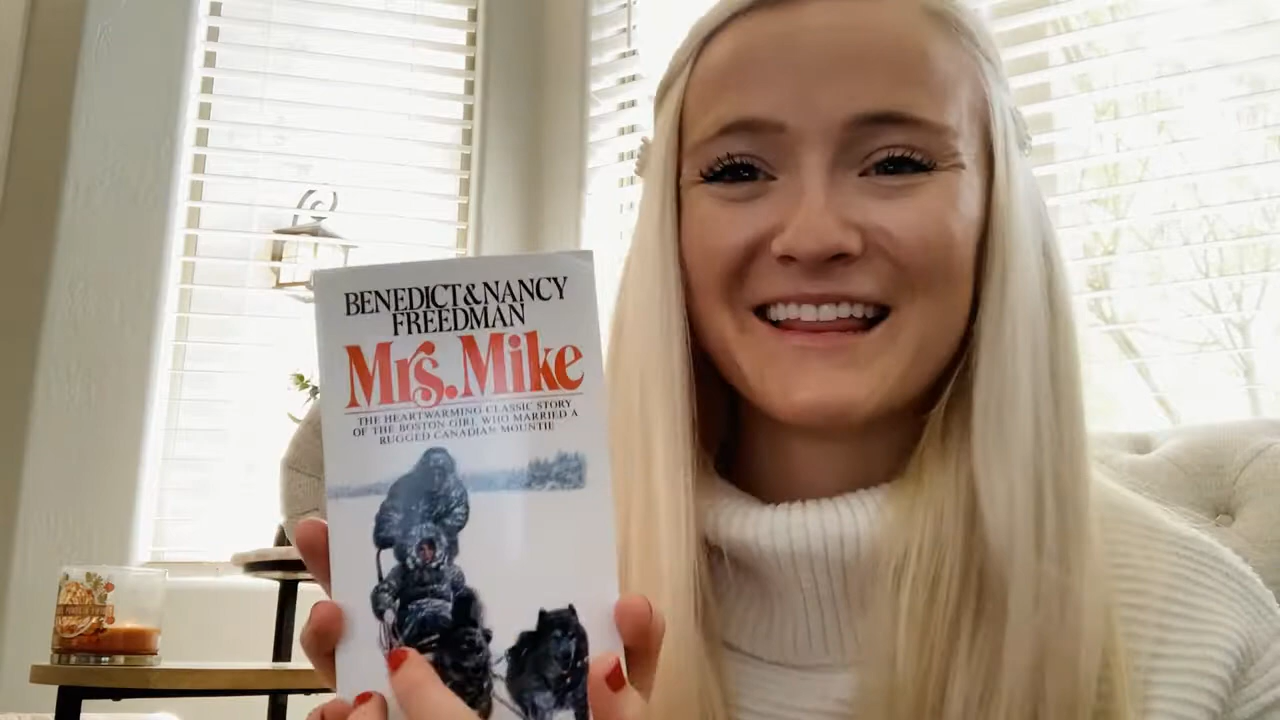 BENEDICT & NANCY
FREEDMAN
Mrs. Mike
THE HEARTWARMING CLASSIC STORY
OF THE BOSTON GIRL WHO MARRIED A
RUGGED CANADIAN MOUNTIE